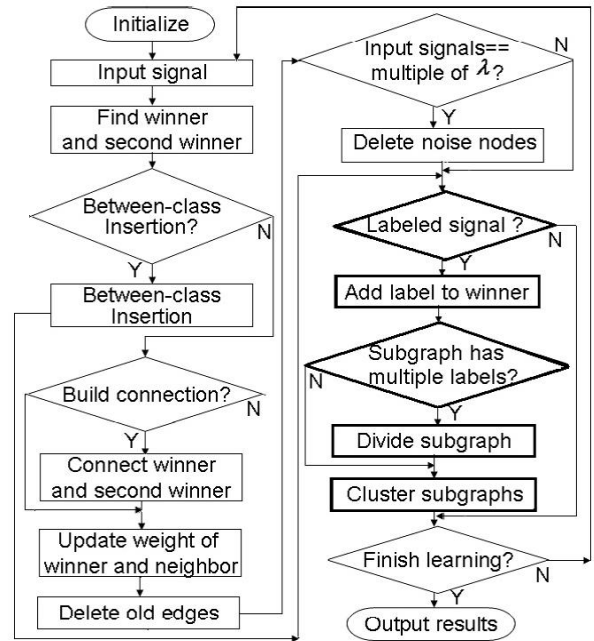 Initialize
Input signal
Find winner
and second winner
Between-class
Insertion?
N
Y
Between-class
Insertion
Build connection?
N
Y
Connect winner
and second winner
Update weight of
winner and neighbor
Delete old edges
Input signals==
multiple of λ?
N
Y
Delete noise nodes
Labeled signal ?
N
Y
Add label to winner
Subgraph has
multiple labels?
N
Y
Divide subgraph
Cluster subgraphs
Finish learning?
N
Y
Output results